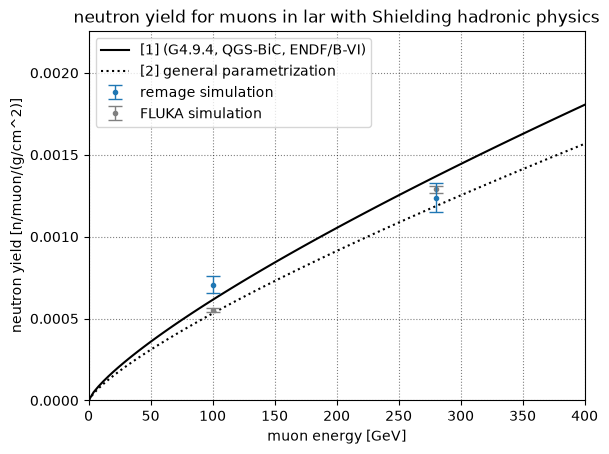 neutron yield for muons in lar with Shielding hadronic physics
[1] (G4.9.4, QGS-BiC, ENDF/B-VI)
[2] general parametrization
remage simulation
FLUKA simulation
neutron yield [n/muon/(g/cm^2)]
0.0020
0.0015
0.0010
0.0005
0.0000
0 50 100 150 200 250 300 350 400
muon energy [GeV]